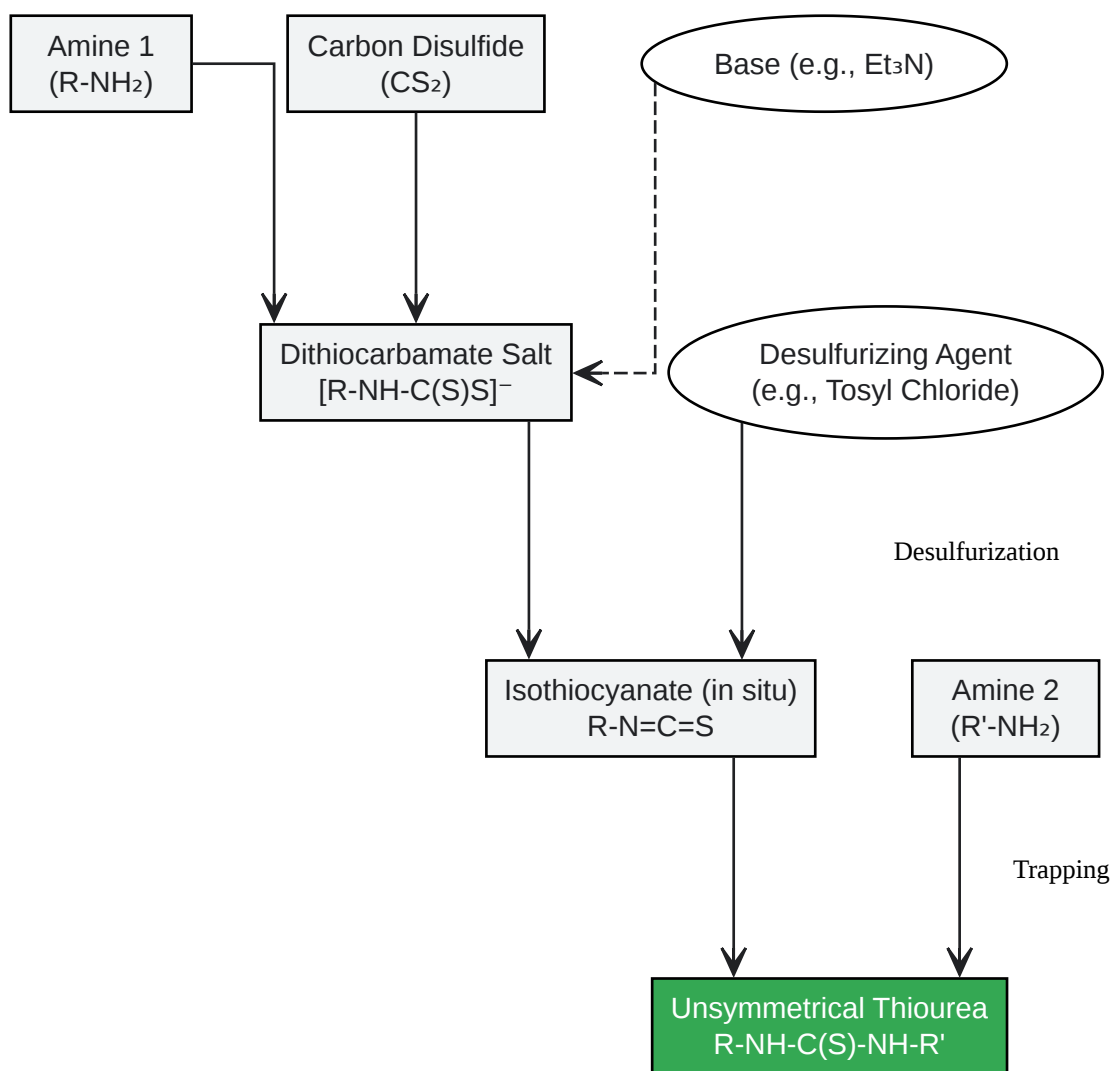 Amine 1
(R-NH₂)
Carbon Disulfide
(CS₂)
Base (e.g., Et₃N)
Dithiocarbamate Salt
[R-NH-C(S)S]⁻
Desulfurizing Agent
(e.g., Tosyl Chloride)
Desulfurization
Isothiocyanate (in situ)
R-N=C=S
Amine 2
(R'-NH₂)
Trapping
Unsymmetrical Thiourea
R-NH-C(S)-NH-R'